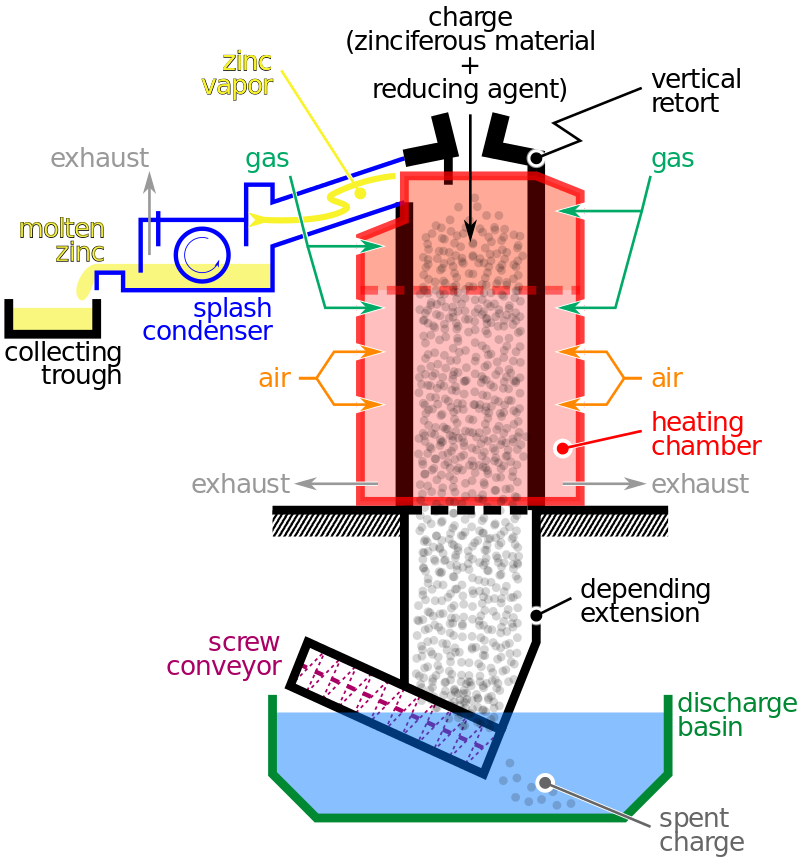 charge
(zinciferous material
+
reducing agent)
zinc
vapor
vertical
retort
exhaust
gas
gas
molten
zinc
splash
condenser
collecting
trough
air
air
heating
chamber
exhaust
exhaust
depending
extension
screw
conveyor
discharge
basin
spent
charge